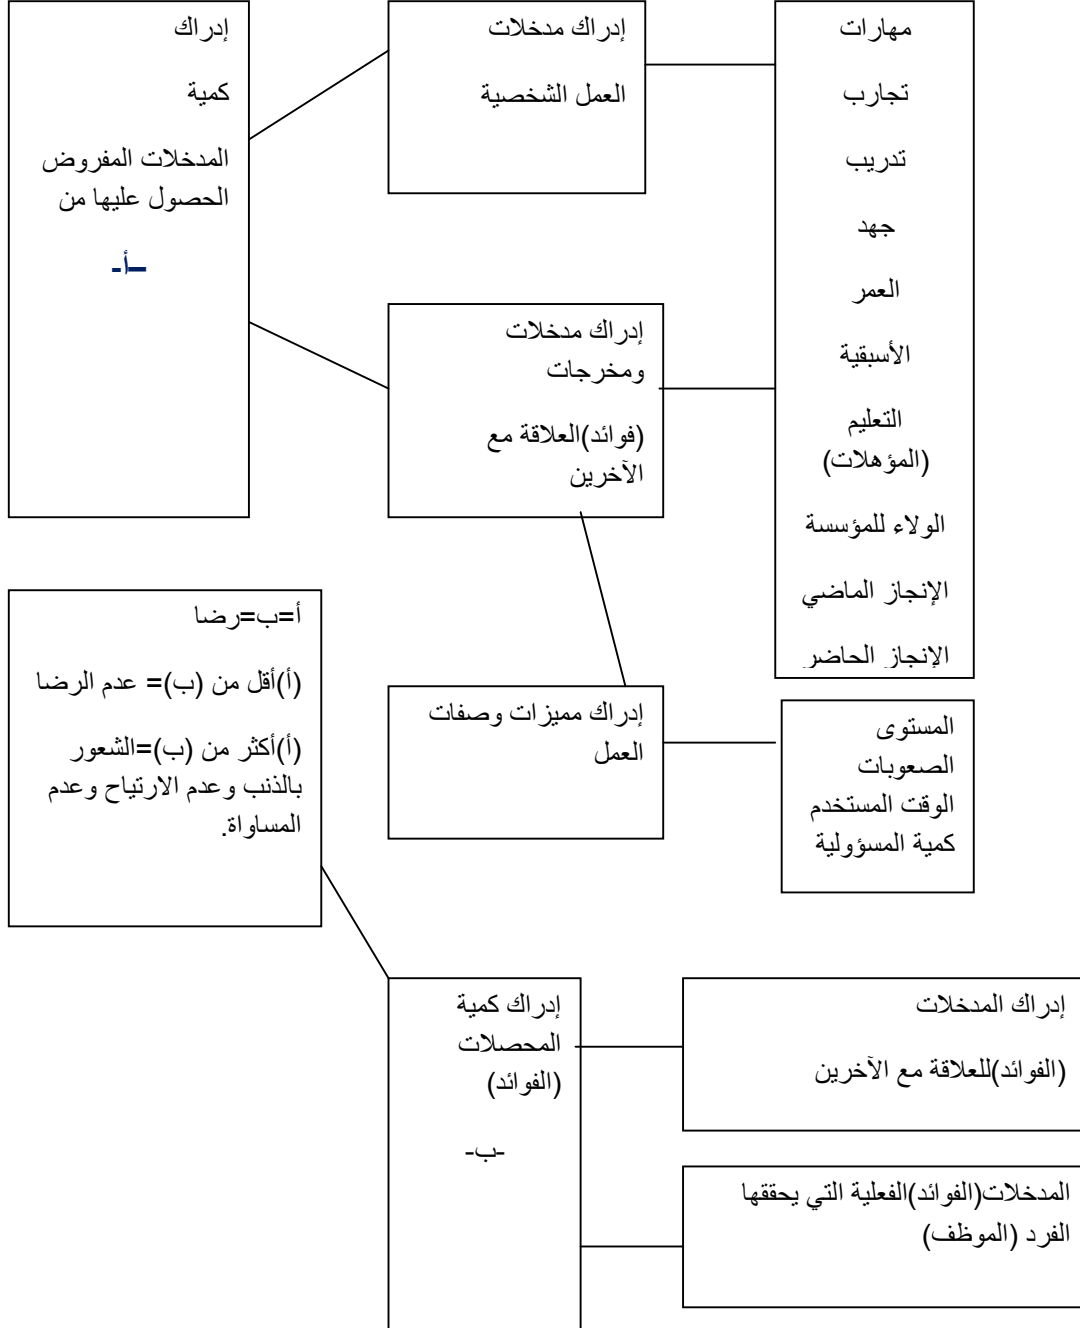 مهارات
تجارب
تدريب
جهد
العمر
الأسبقية
التعليم
(المؤهلات)
الولاء للمؤسسة
الإنجاز الماضي
الإنجاز الحاضر
إدراك مدخلات
العمل الشخصية
إدراك
كمية
المدخلات المفروض
الحصول عليها من
-أ-
إدراك مدخلات
ومخرجات
(فوائد)العلاقة مع
الآخرين
أ=ب=رضا
(أ)أقل من (ب)= عدم الرضا
(أ)أكثر من (ب)=الشعور
بالذنب وعدم الارتياح وعدم
المساواة.
إدراك مميزات وصفات
العمل
المستوى
الصعوبات
الوقت المستخدم
كمية المسؤولية
إدراك المدخلات
(الفوائد)للعلاقة مع الآخرين
إدراك كمية
المحصلات
(الفوائد)
-ب-
المدخلات(الفوائد)الفعلية التي يحققها
الفرد (الموظف)